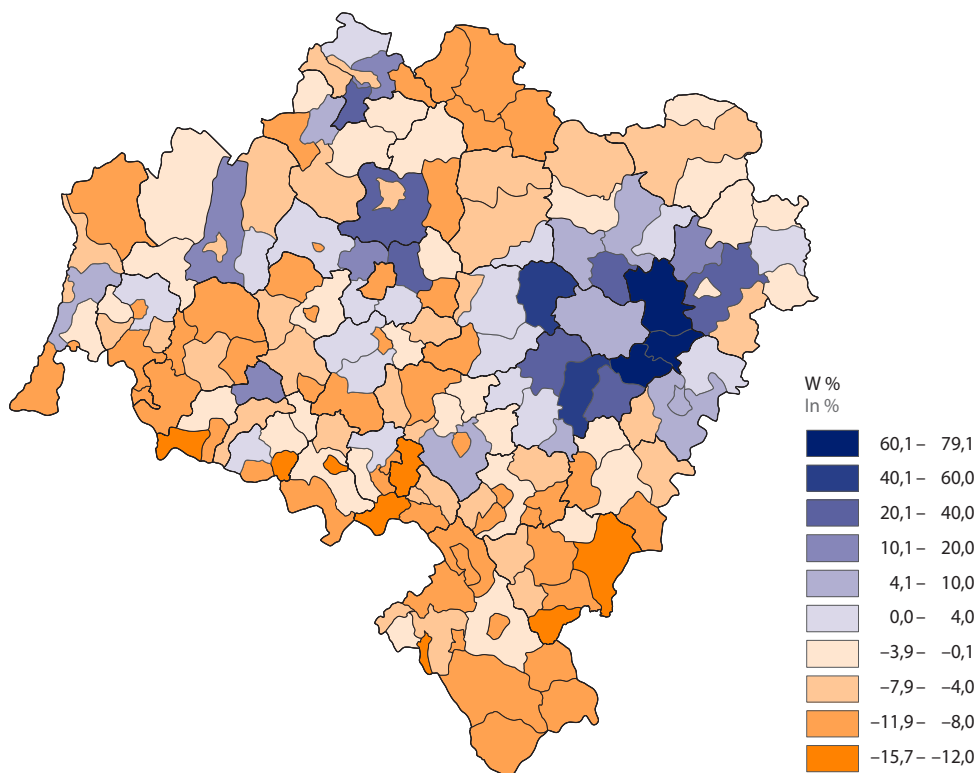 W %
In %
60,1 – 79,1
40,1 – 60,0
20,1 – 40,0
10,1 – 20,0
4,1 – 10,0
0,0 – 4,0
–3,9 – –0,1
–7,9 – –4,0
–11,9 – –8,0
–15,7 – –12,0